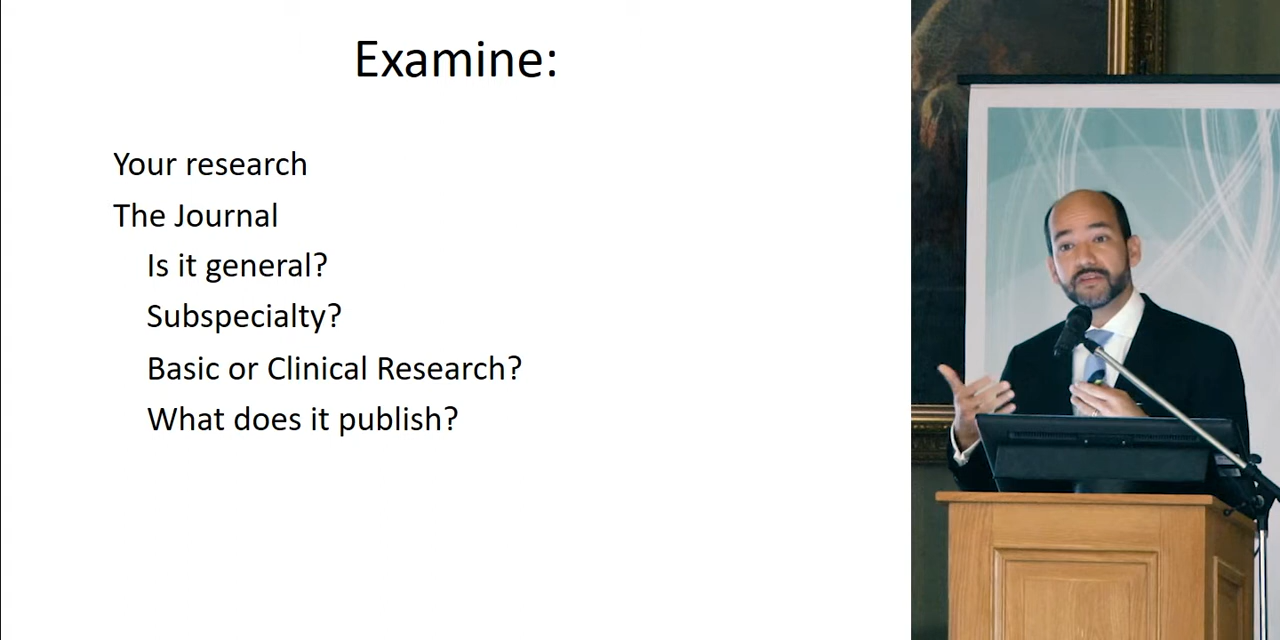 Examine:
Your research
The Journal
Is it general?
Subspecialty?
Basic or Clinical Research?
What does it publish?